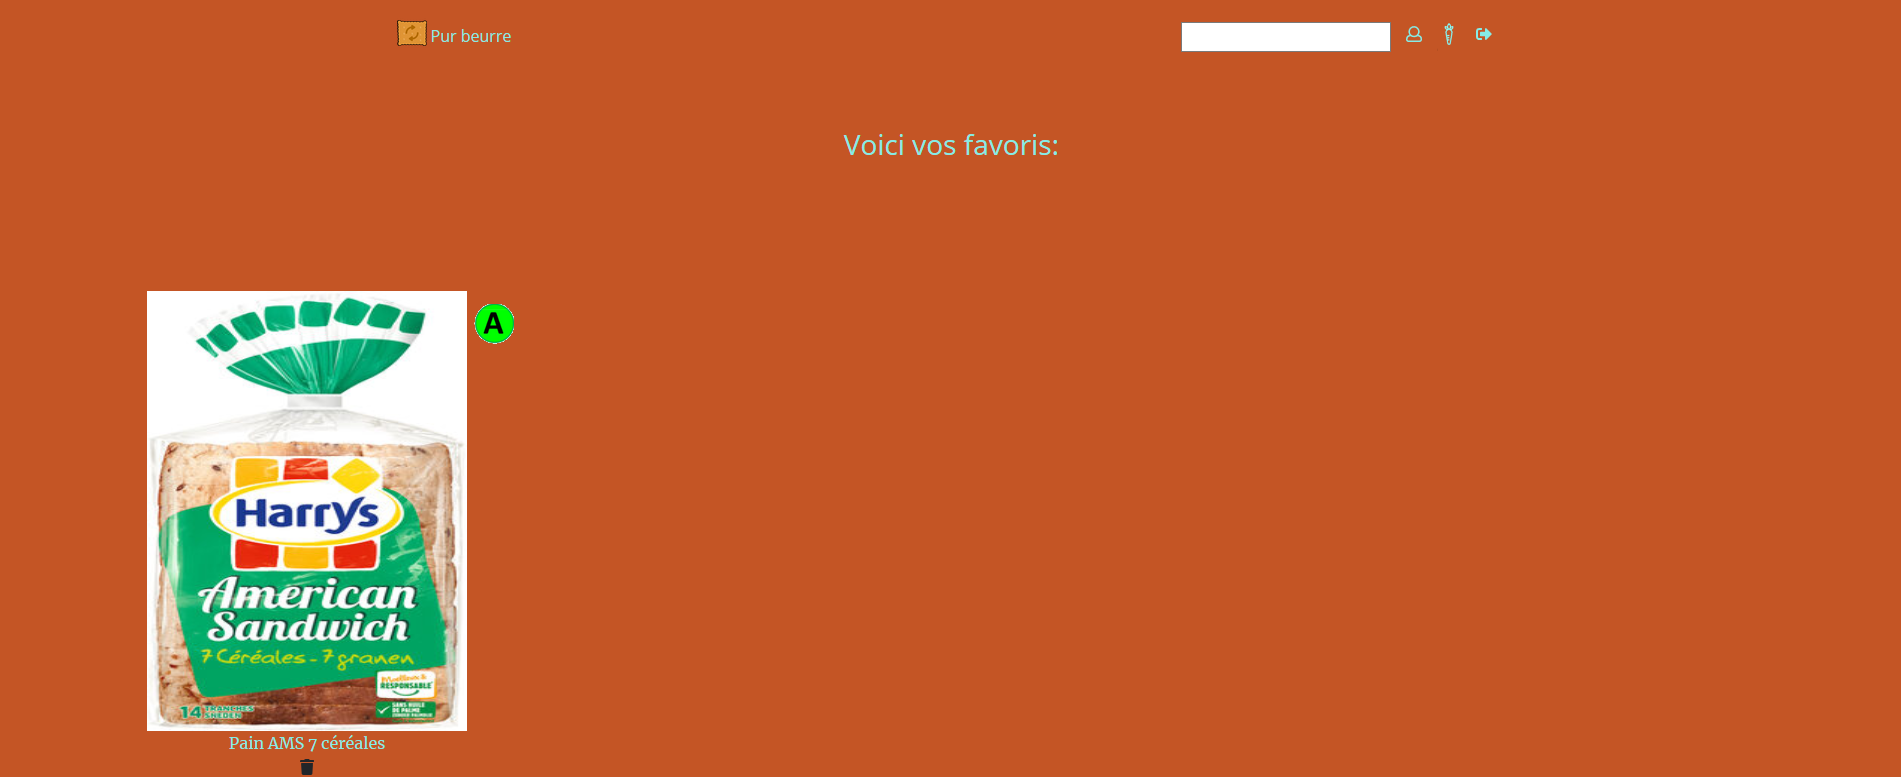 Pur beurre
Voici vos favoris:
A
Harrys
American
Sandwich
7 Céréales - 7 granen
RESPONSABLE
14 TRANCHES
SNEDEN
SANS HUILE
DE PALME
Pain AMS 7 céréales